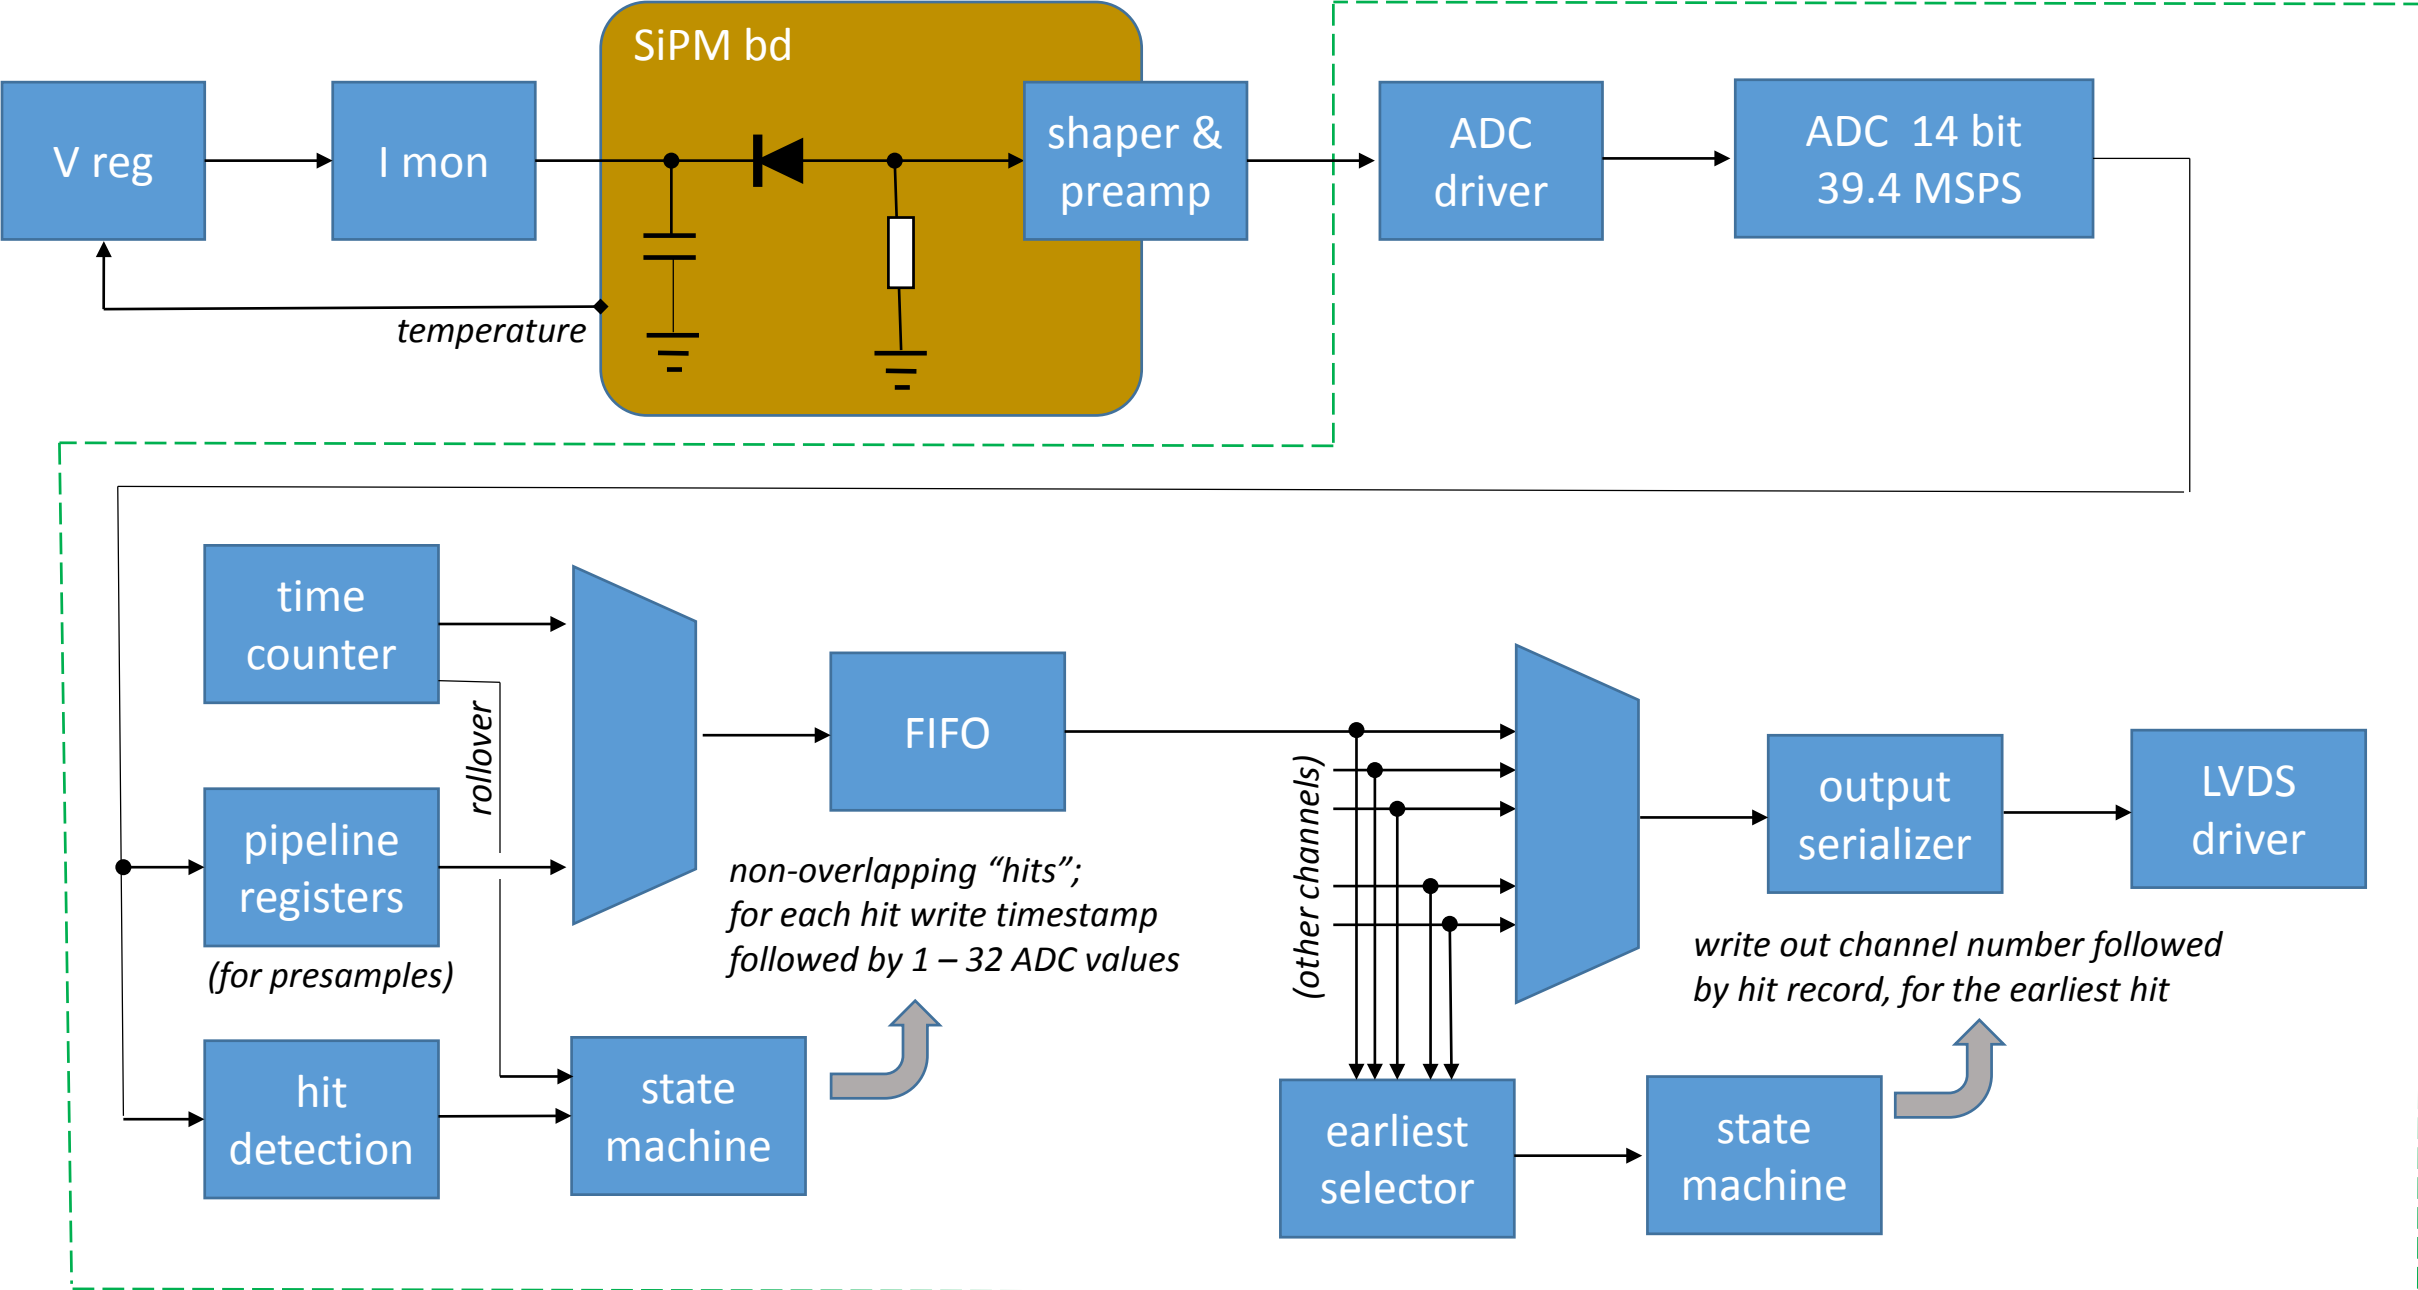 SiPM bd
V reg
I mon
shaper &
preamp
ADC
driver
ADC 14 bit
39.4 MSPS
temperature
time
counter
rollover
pipeline
registers
(for presamples)
hit
detection
state
machine
FIFO
non-overlapping “hits”;
for each hit write timestamp
followed by 1 – 32 ADC values
(other channels)
earliest
selector
state
machine
output
serializer
LVDS
driver
write out channel number followed
by hit record, for the earliest hit